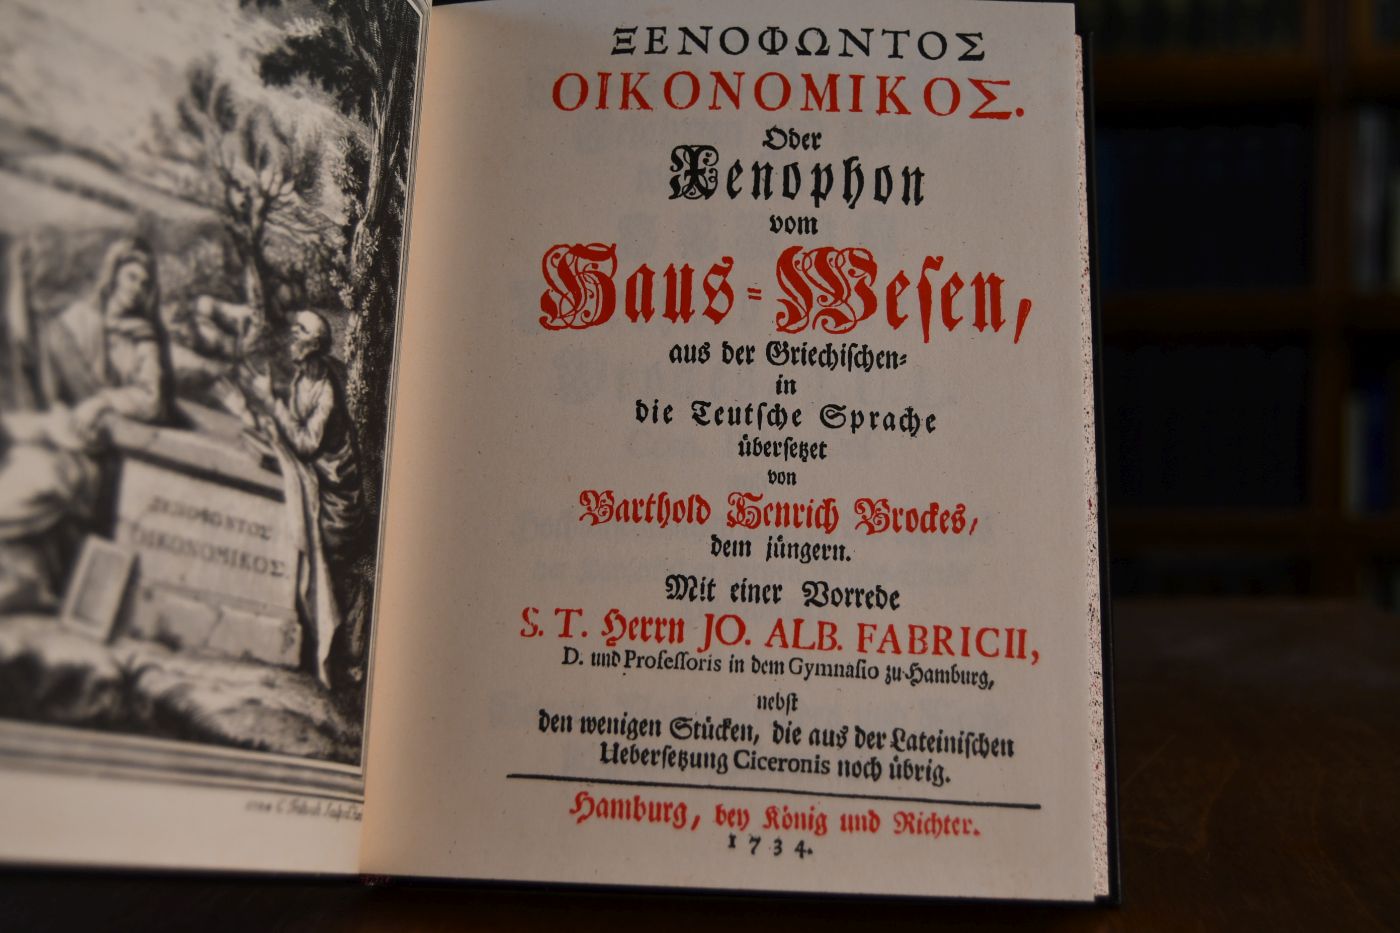 ΞΕΝΟΦΩΝΤΟΣ
ΟΙΚΟΝΟΜΙΚΟΣ.
ΞΕΝΟΦΩΝΤΟΣ
ΟΙΚΟΝΟΜΙΚΟΣ.
Oder
Xenophon
vom
Haus-Weſen,
aus der Griechiſchen-
in
die Teutſche Sprache
überſetzet
von
Barthold Henrich Brockes,
dem jüngern.
Mit einer Vorrede
S. T. Herrn JO. ALB. FABRICII,
D. und Profeſſoris in dem Gymnaſio zu Hamburg,
nebſt
den wenigen Stücken, die aus der Lateiniſchen
Ueberſetzung Ciceronis noch übrig.
Hamburg, bey König und Richter.
1734.